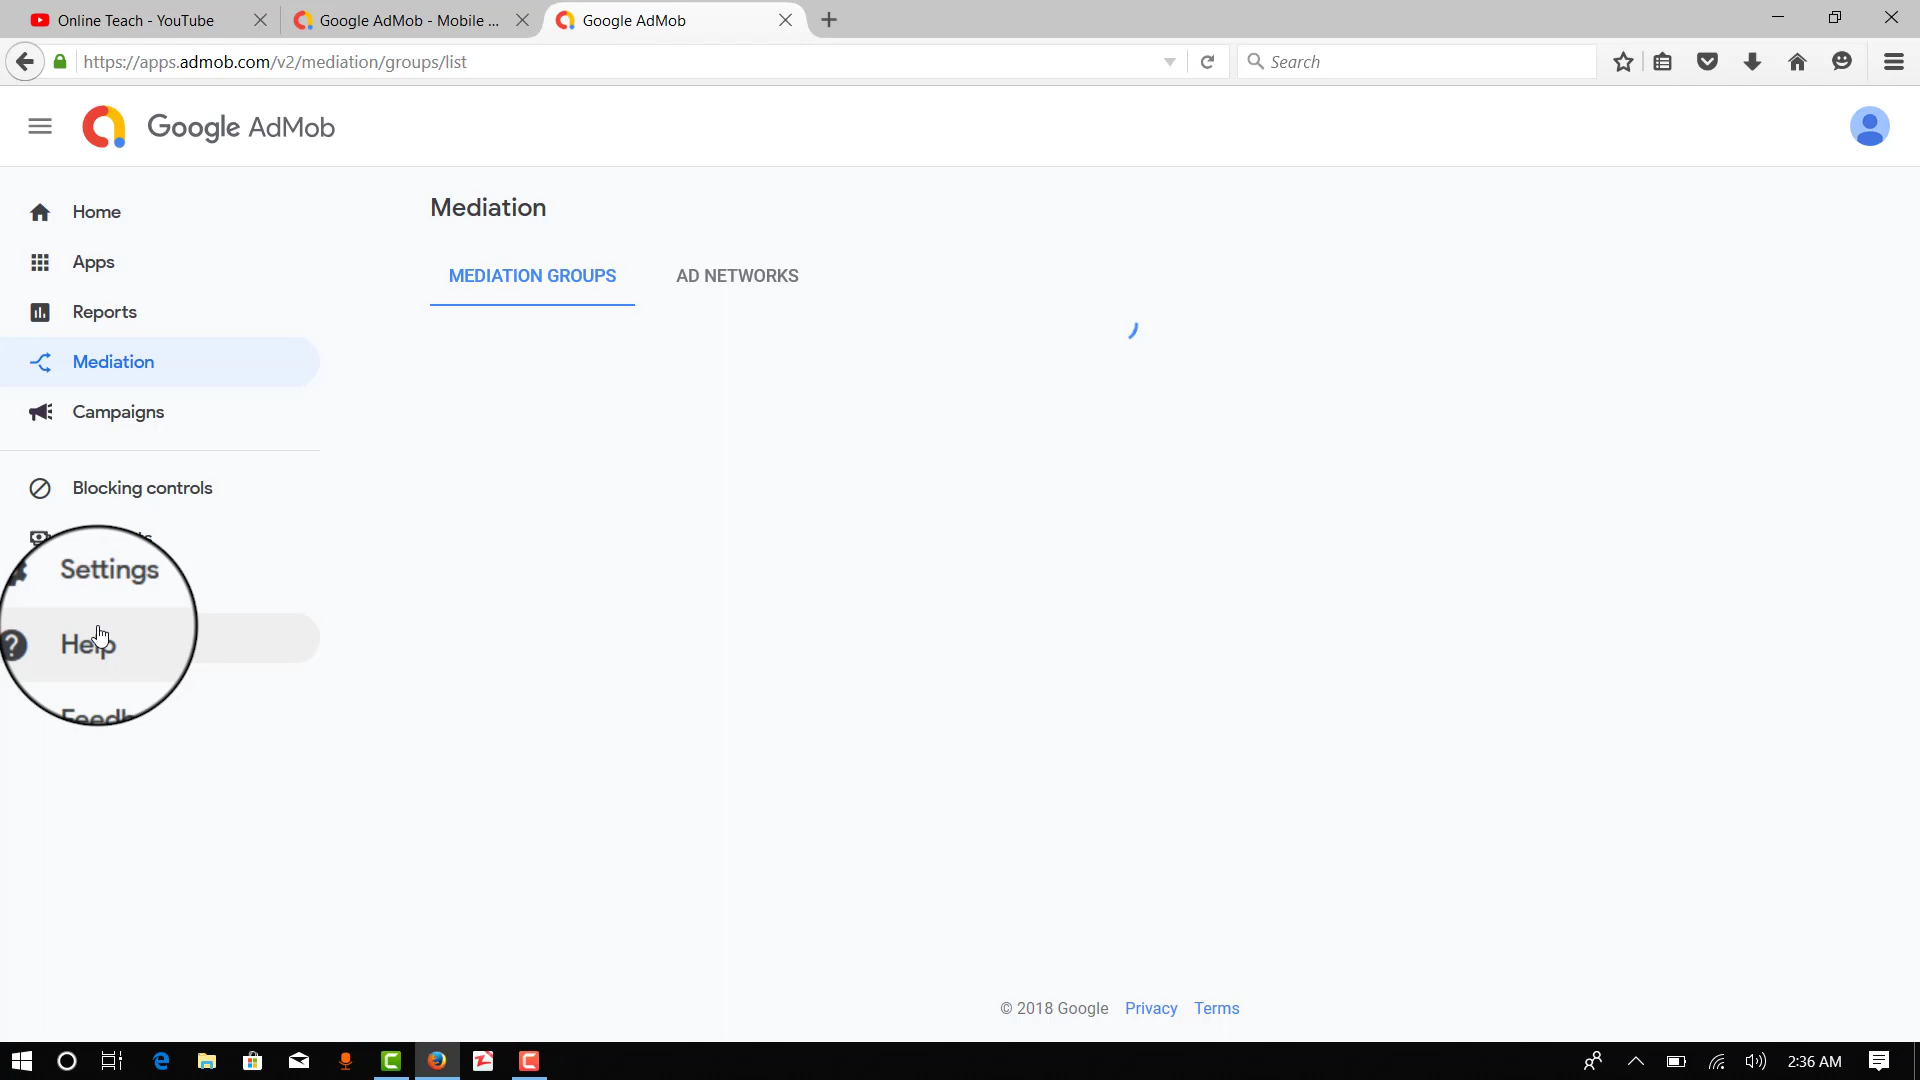 Online Teach - YouTube
Google AdMob - Mobile ...
Google AdMob
https://apps.admob.com/v2/mediation/groups/list
Search
Google AdMob
Home
Apps
Reports
Mediation
Campaigns
Blocking controls
Settings
Help
Mediation
MEDIATION GROUPS
AD NETWORKS
© 2018 Google Privacy Terms
2:36 AM